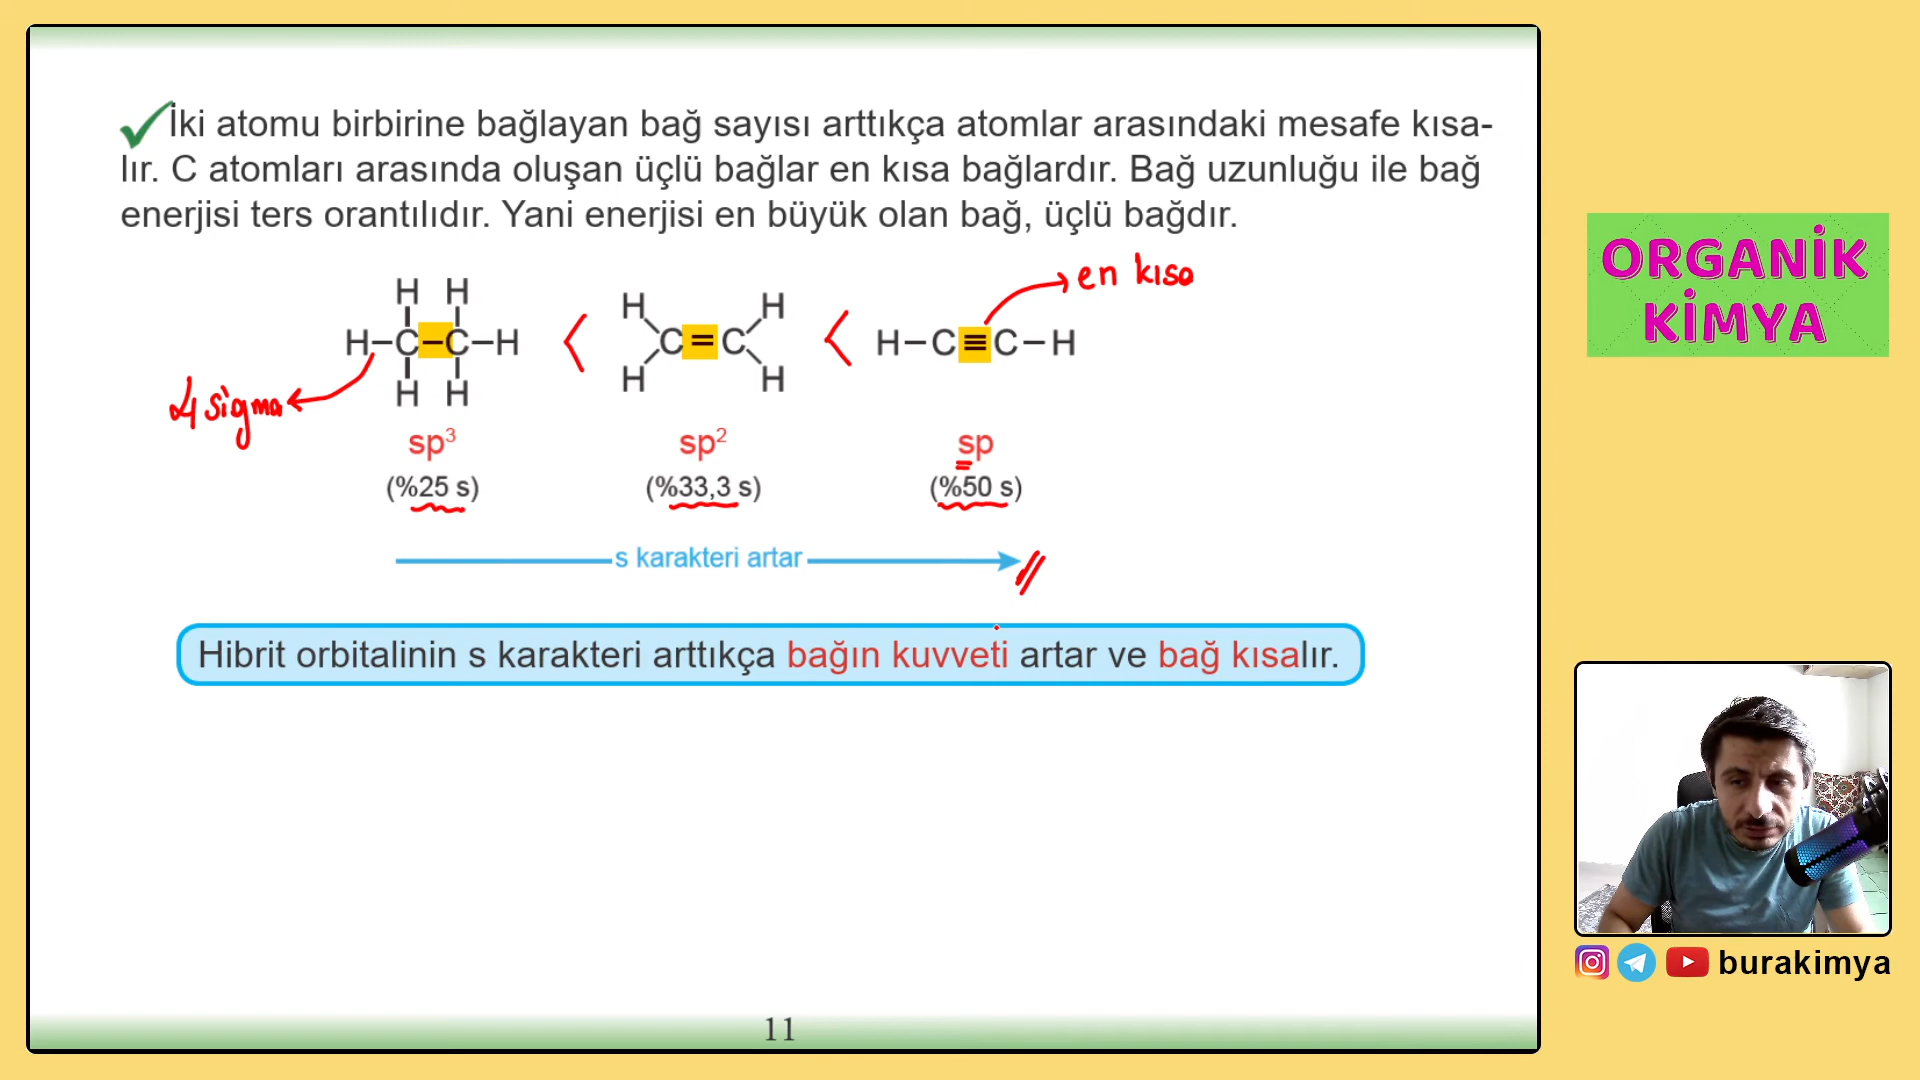 İki atomu birbirine bağlayan bağ sayısı arttıkça atomlar arasındaki mesafe kısa-
lır. C atomları arasında oluşan üçlü bağlar en kısa bağlardır. Bağ uzunluğu ile bağ
enerjisi ters orantılıdır. Yani enerjisi en büyük olan bağ, üçlü bağdır.
en kısa
H H
H–C–C–H
H H
<
H H
C=C
H H
<
H–C≡C–H
4 sigma
sp³ sp² sp
(%25 s) (%33,3 s) (%50 s)
s karakteri artar
Hibrit orbitalinin s karakteri arttıkça bağın kuvveti artar ve bağ kısalır.
11
ORGANİK
KİMYA
burakimya